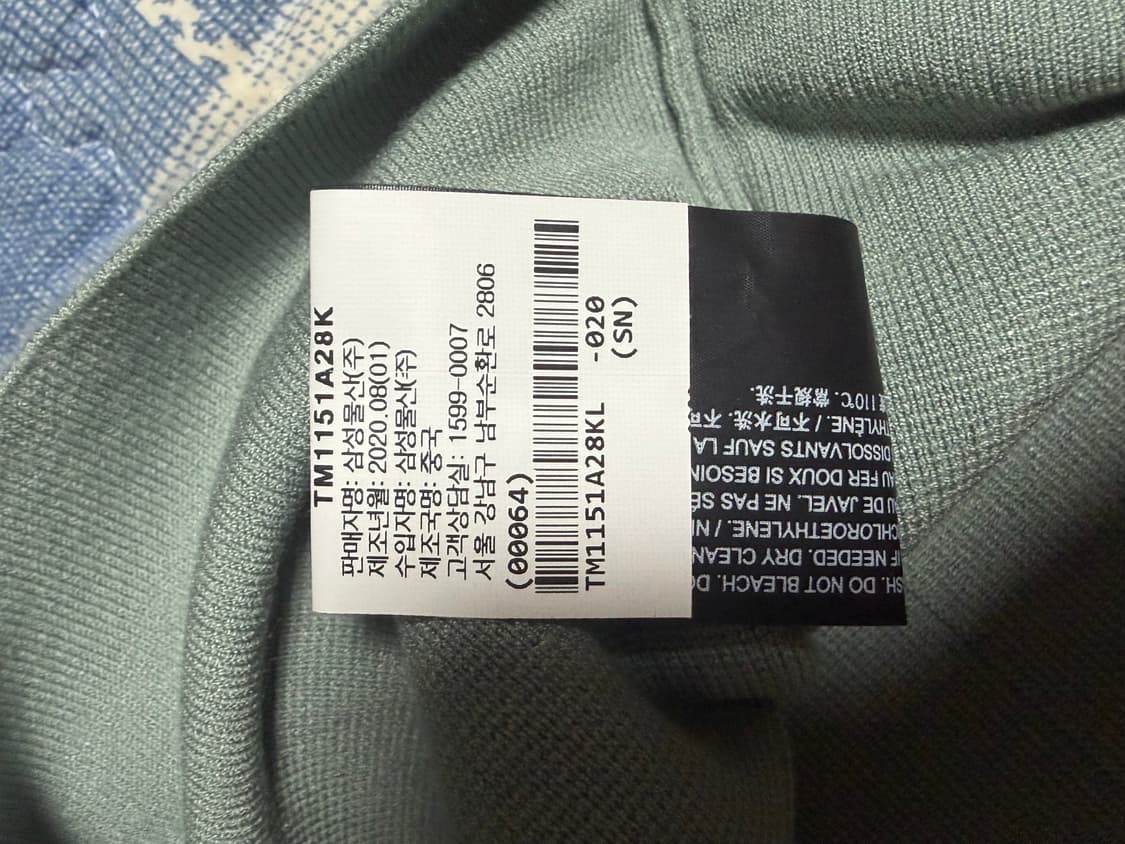 TM1151A28K
판매자명: 삼성물산(주)
제조년월: 2020.08(01)
수입자명: 삼성물산(주)
제조국명: 중국
고객상담실: 1599-0007
서울 강남구 남부순환로 2806
(00064)
TM1151A28KL -020
(SN)
SH. DO NOT BLEACH. DO
IF NEEDED. DRY CLEAN
CHLOROETHYLENE. / N
U DE JAVEL. NE PAS SÉ
AU FER DOUX SI BESOIN
DISSOLVANTS SAUF LA
THYLÈNE. / 不可水洗. 不可
110℃. 常规干洗.